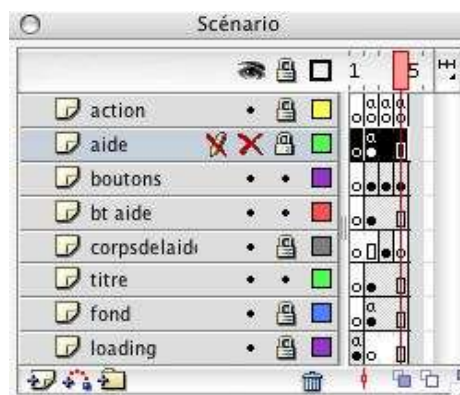 Scénario
1 5
action
aide
boutons
bt aide
corpsdelaid
titre
fond
loading